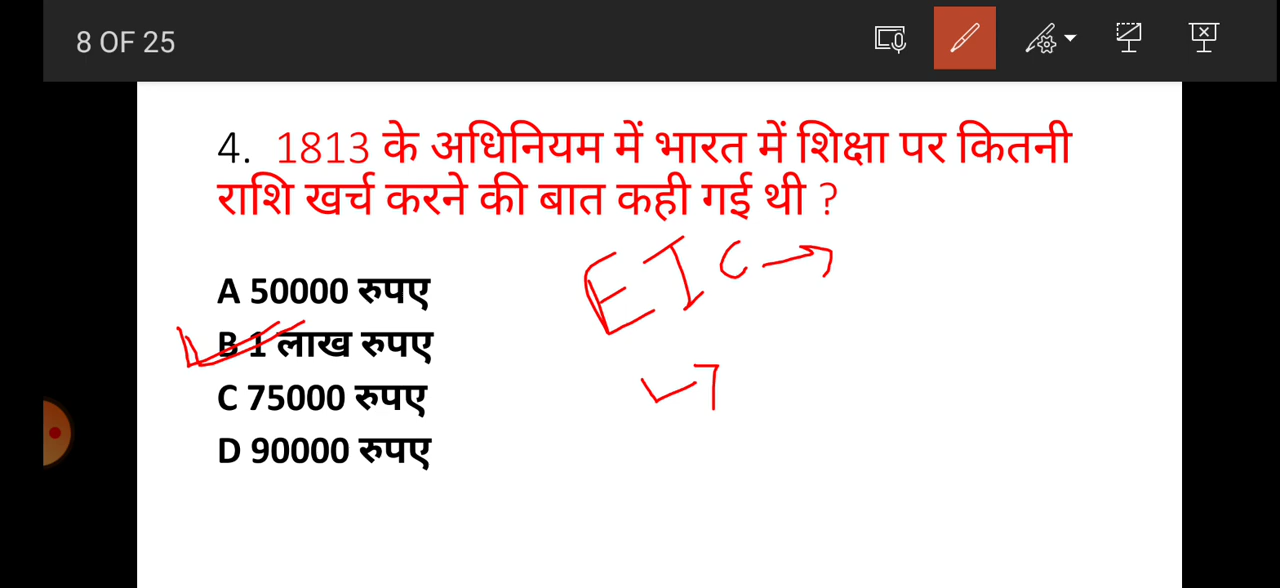 8 OF 25
4. 1813 के अधिनियम में भारत में शिक्षा पर कितनी
राशि खर्च करने की बात कही गई थी ?
EIC →
A 50000 रुपए
B 1 लाख रुपए
C 75000 रुपए
D 90000 रुपए